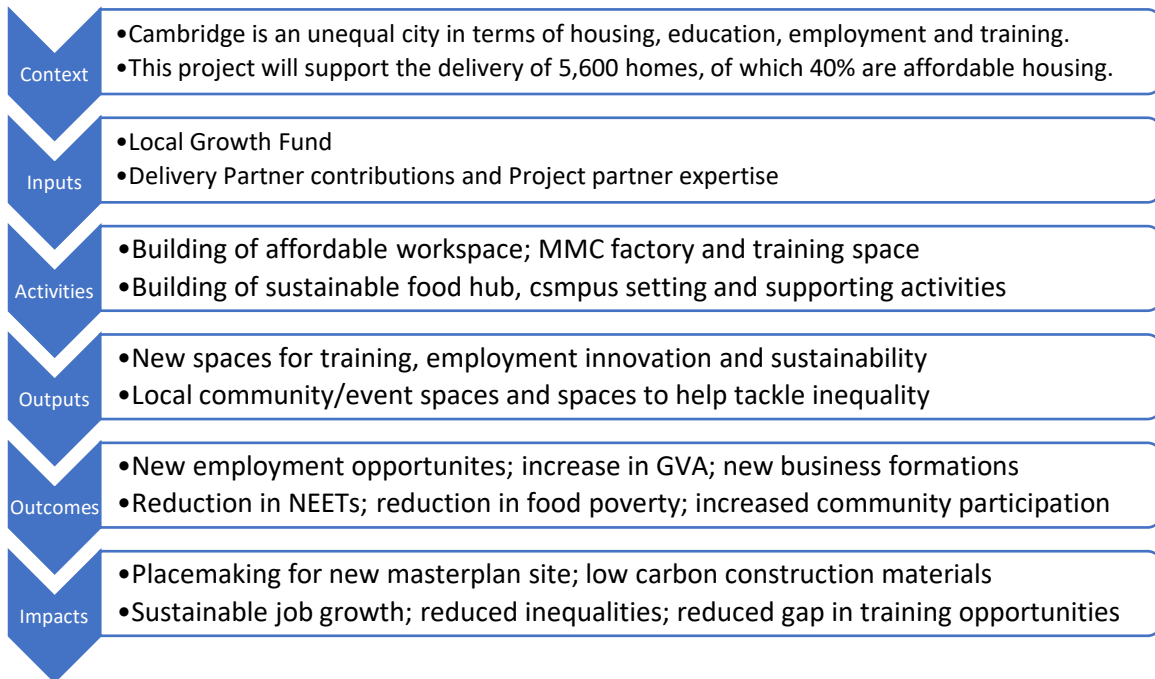 Context
•Cambridge is an unequal city in terms of housing, education, employment and training.
•This project will support the delivery of 5,600 homes, of which 40% are affordable housing.
Inputs
•Local Growth Fund
•Delivery Partner contributions and Project partner expertise
Activities
•Building of affordable workspace; MMC factory and training space
•Building of sustainable food hub, csmpus setting and supporting activities
Outputs
•New spaces for training, employment innovation and sustainability
•Local community/event spaces and spaces to help tackle inequality
Outcomes
•New employment opportunites; increase in GVA; new business formations
•Reduction in NEETs; reduction in food poverty; increased community participation
Impacts
•Placemaking for new masterplan site; low carbon construction materials
•Sustainable job growth; reduced inequalities; reduced gap in training opportunities